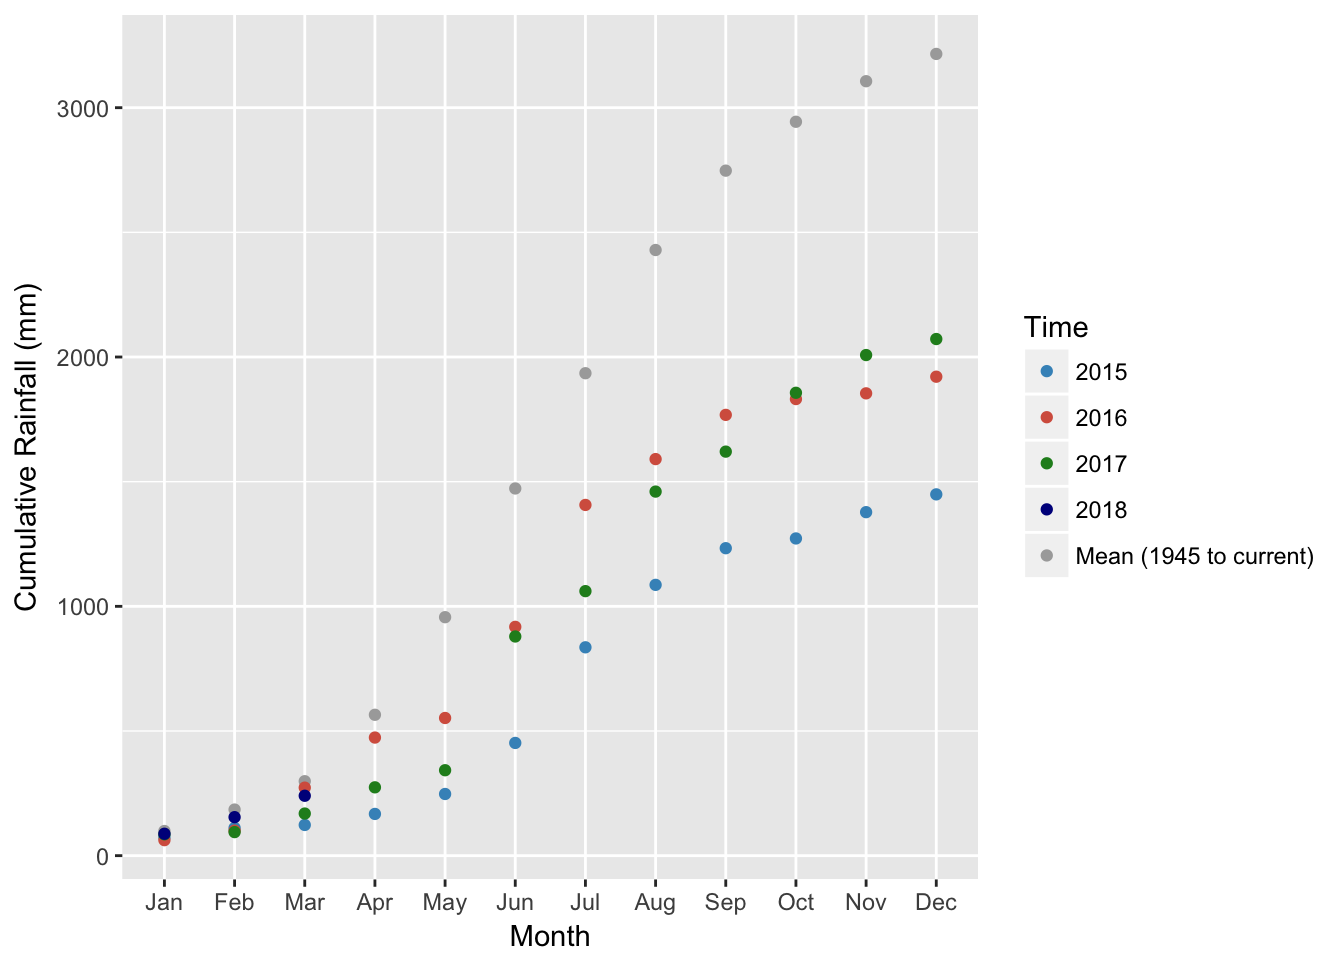 3000
2000
1000
0
Cumulative Rainfall (mm)
Jan Feb Mar Apr May Jun Jul Aug Sep Oct Nov Dec
Month
Time
2015
2016
2017
2018
Mean (1945 to current)